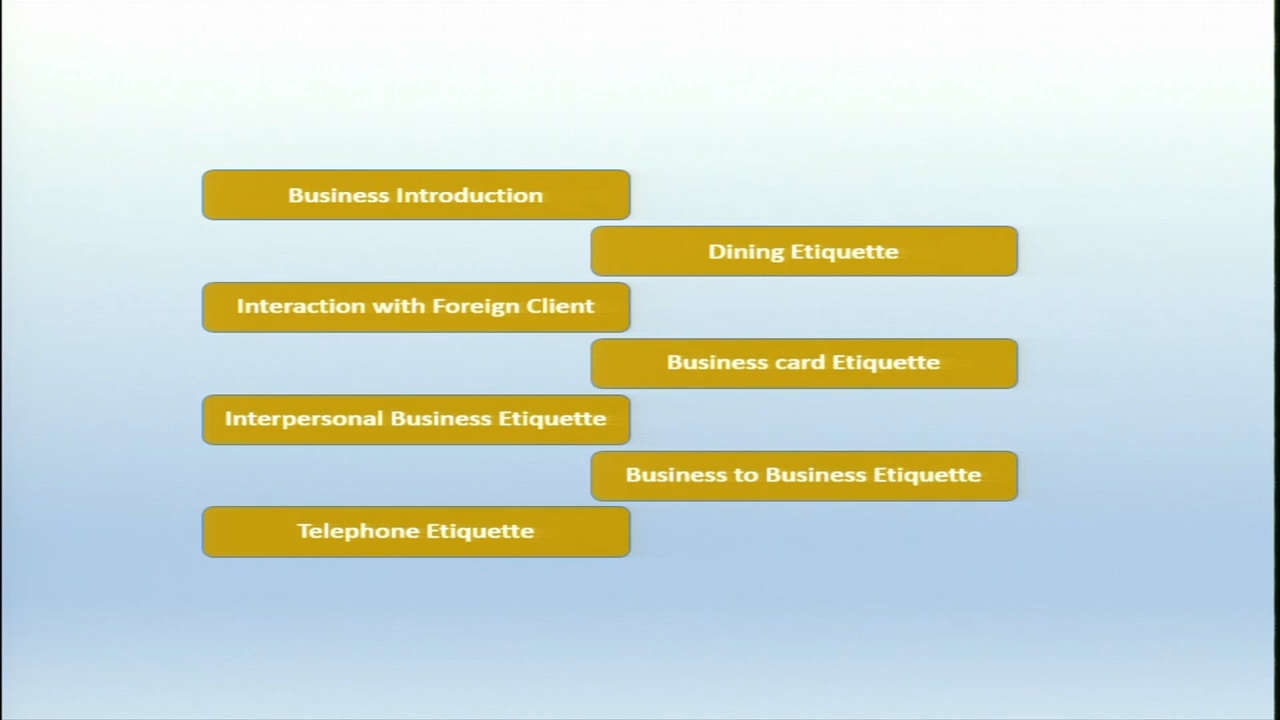 Business Introduction
Dining Etiquette
Interaction with Foreign Client
Business card Etiquette
Interpersonal Business Etiquette
Business to Business Etiquette
Telephone Etiquette